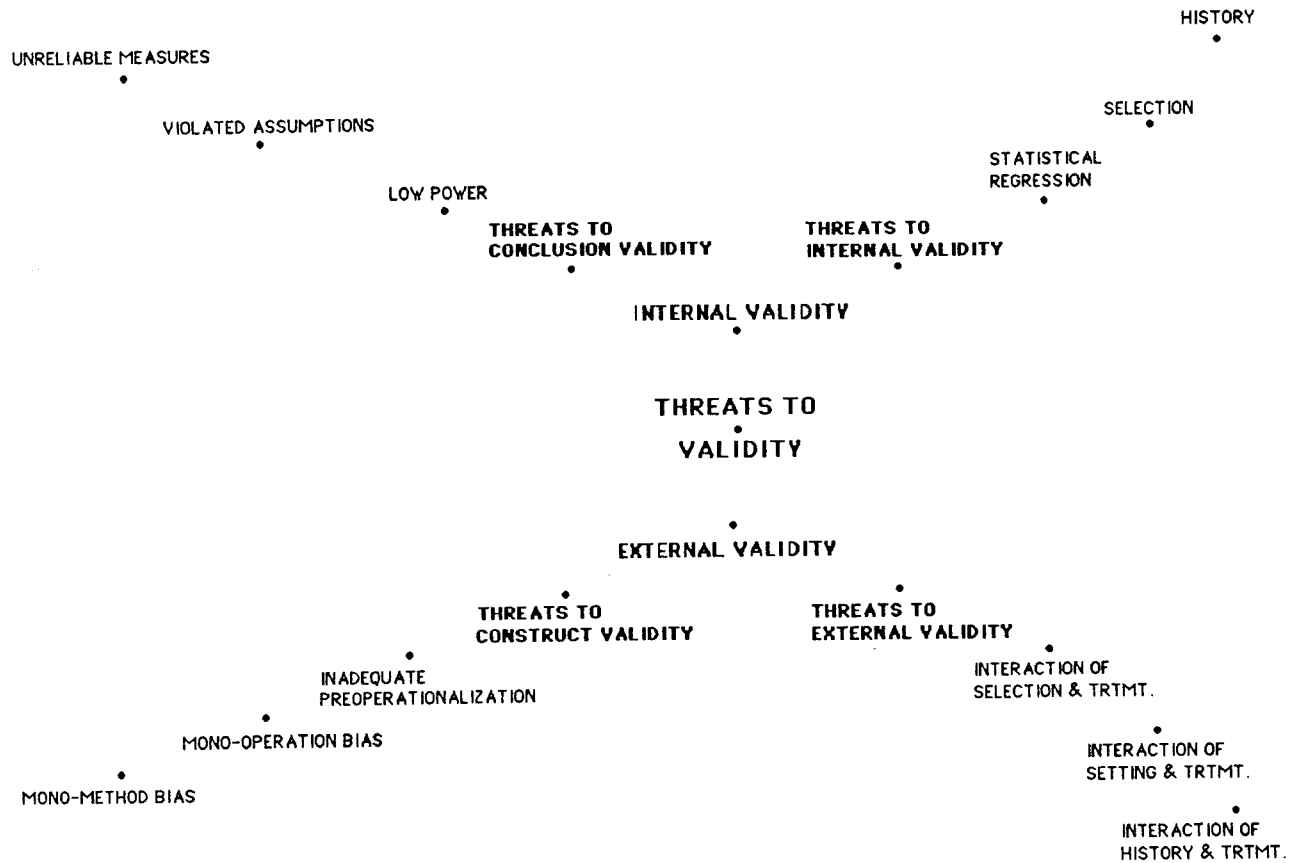 HISTORY
UNRELIABLE MEASURES
SELECTION
VIOLATED ASSUMPTIONS
STATISTICAL
REGRESSION
LOW POWER
THREATS TO
CONCLUSION VALIDITY
THREATS TO
INTERNAL VALIDITY
INTERNAL VALIDITY
THREATS TO
VALIDITY
EXTERNAL VALIDITY
THREATS TO
CONSTRUCT VALIDITY
THREATS TO
EXTERNAL VALIDITY
INADEQUATE
PREOPERATIONALIZATION
INTERACTION OF
SELECTION & TRTMT.
MONO-OPERATION BIAS
INTERACTION OF
SETTING & TRTMT.
MONO-METHOD BIAS
INTERACTION OF
HISTORY & TRTMT.